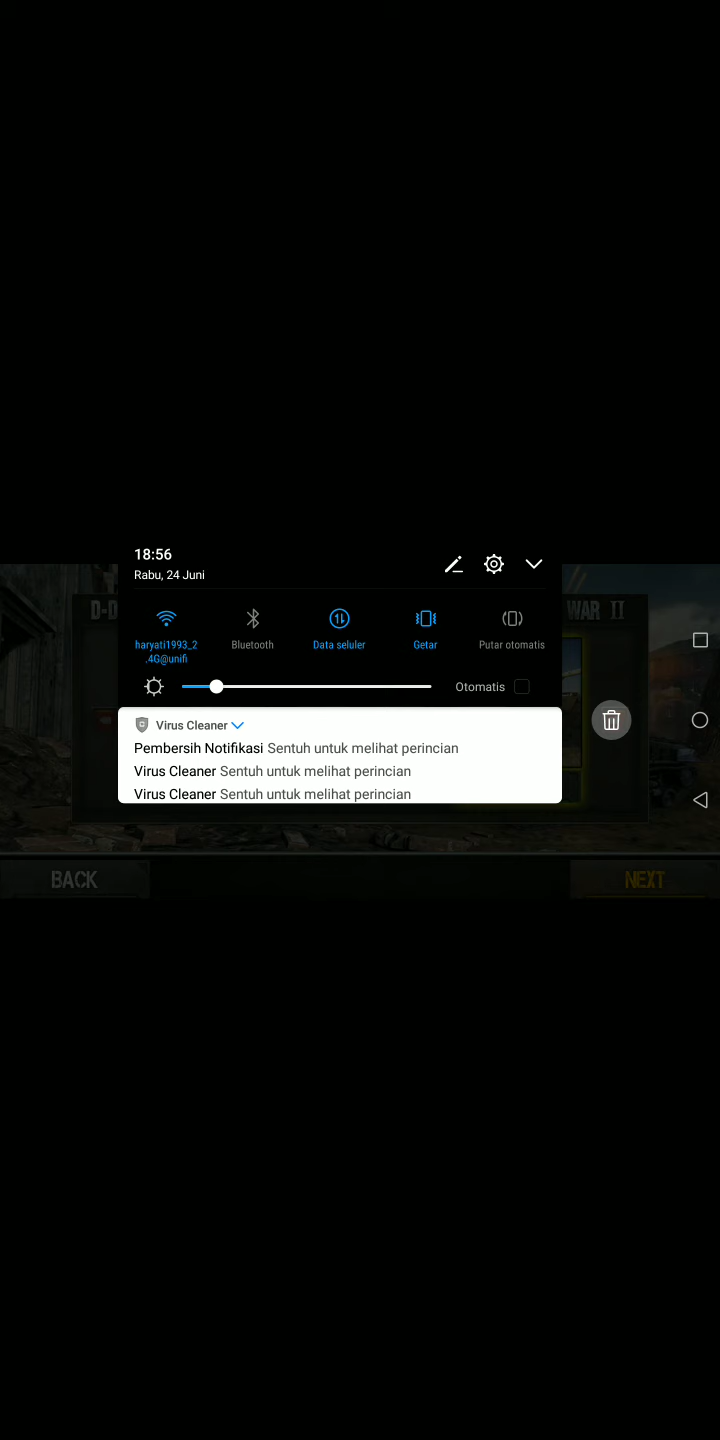 18:56
Rabu, 24 Juni
haryati1993_2
.4G@unifi
Bluetooth
Data seluler
Getar
Putar otomatis
Otomatis
D-D
WAR II
Virus Cleaner
Pembersih Notifikasi Sentuh untuk melihat perincian
Virus Cleaner Sentuh untuk melihat perincian
Virus Cleaner Sentuh untuk melihat perincian
BACK
NEXT